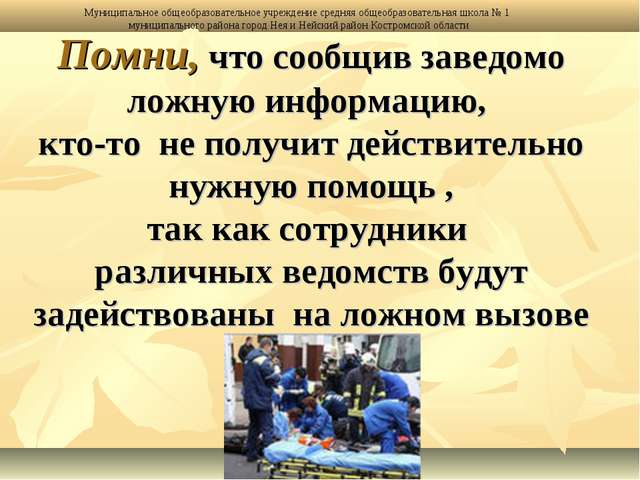 Муниципальное общеобразовательное учреждение средняя общеобразовательная школа № 1
муниципального района город Нея и Нейский район Костромской области
Помни, что сообщив заведомо
ложную информацию,
кто-то не получит действительно
нужную помощь ,
так как сотрудники
различных ведомств будут
задействованы на ложном вызове